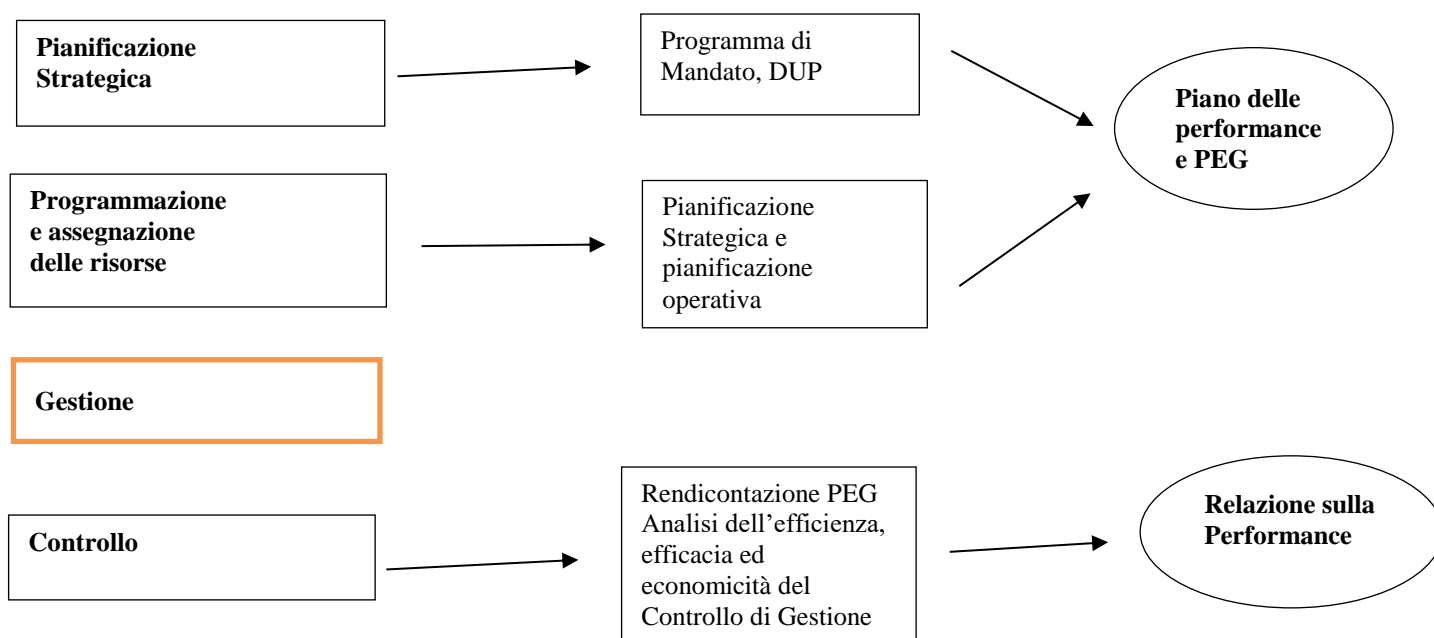 Pianificazione
Strategica
Programma di
Mandato, DUP
Piano delle
performance
e PEG
Programmazione
e assegnazione
delle risorse
Pianificazione
Strategica e
pianificazione
operativa
Gestione
Controllo
Rendicontazione PEG
Analisi dell’efficienza,
efficacia ed
economicità del
Controllo di Gestione
Relazione sulla
Performance